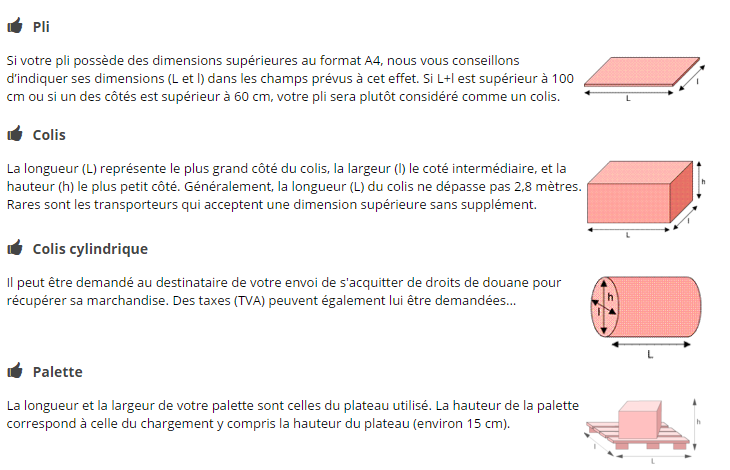 Pli
Si votre pli possède des dimensions supérieures au format A4, nous vous conseillons
d'indiquer ses dimensions (L et l) dans les champs prévus à cet effet. Si L+l est supérieur à 100
cm ou si un des côtés est supérieur à 60 cm, votre pli sera plutôt considéré comme un colis.
L
l
Colis
La longueur (L) représente le plus grand côté du colis, la largeur (l) le coté intermédiaire, et la
hauteur (h) le plus petit côté. Généralement, la longueur (L) du colis ne dépasse pas 2,8 mètres.
Rares sont les transporteurs qui acceptent une dimension supérieure sans supplément.
h
l
L
Colis cylindrique
Il peut être demandé au destinataire de votre envoi de s'acquitter de droits de douane pour
récupérer sa marchandise. Des taxes (TVA) peuvent également lui être demandées...
h
l
L
Palette
La longueur et la largeur de votre palette sont celles du plateau utilisé. La hauteur de la palette
correspond à celle du chargement y compris la hauteur du plateau (environ 15 cm).
h
l
L